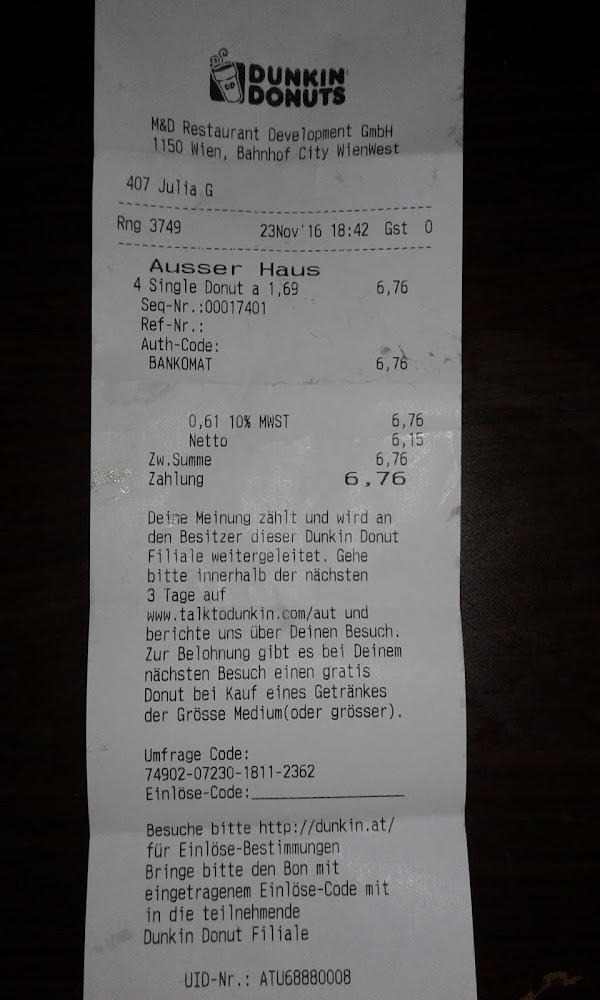 DUNKIN'
DONUTS
M&D Restaurant Development GmbH
1150 Wien, Bahnhof City WienWest
407 Julia G
Rng 3749 23Nov'16 18:42 Gst 0
Ausser Haus
4 Single Donut a 1,69 6,76
Seq-Nr.:00017401
Ref-Nr.:
Auth-Code:
BANKOMAT 6,76
0,61 10% MWST 6,76
Netto 6,15
Zw.Summe 6,76
Zahlung 6,76
Deine Meinung zählt und wird an
den Besitzer dieser Dunkin Donut
Filiale weitergeleitet. Gehe
bitte innerhalb der nächsten
3 Tage auf
www.talktodunkin.com/aut und
berichte uns über Deinen Besuch.
Zur Belohnung gibt es bei Deinem
nächsten Besuch einen gratis
Donut bei Kauf eines Getränkes
der Grösse Medium(oder grösser).
Umfrage Code:
74902-07230-1811-2362
Einlöse-Code:_________________
Besuche bitte http://dunkin.at/
für Einlöse-Bestimmungen
Bringe bitte den Bon mit
eingetragenem Einlöse-Code mit
in die teilnehmende
Dunkin Donut Filiale
UID-Nr.: ATU68880008